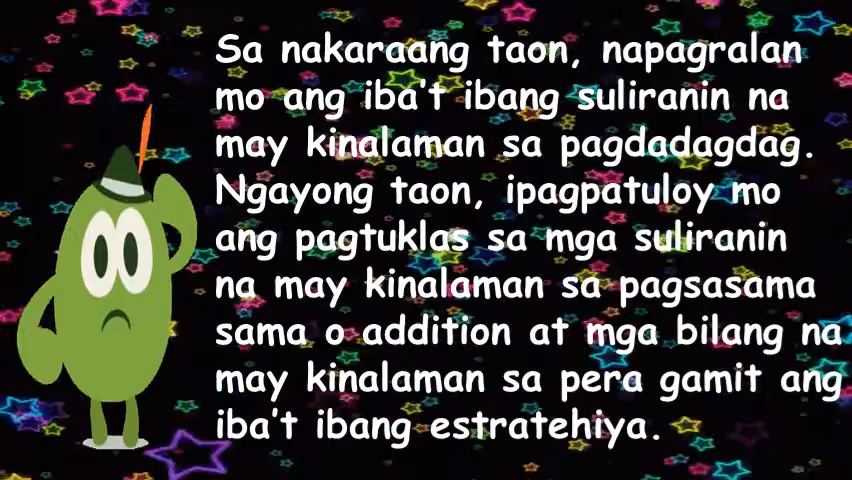 Sa nakaraang taon, napagralan
mo ang iba't ibang suliranin na
may kinalaman sa pagdadagdag.
Ngayong taon, ipagpatuloy mo
ang pagtuklas sa mga suliranin
na may kinalaman sa pagsasama
sama o addition at mga bilang na
may kinalaman sa pera gamit ang
iba't ibang estratehiya.